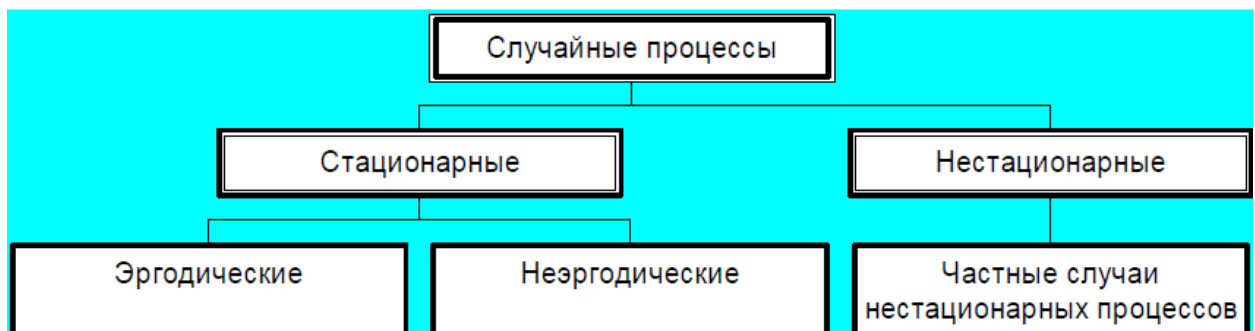 Случайные процессы
Стационарные
Нестационарные
Эргодические
Неэргодические
Частные случаи
нестационарных процессов